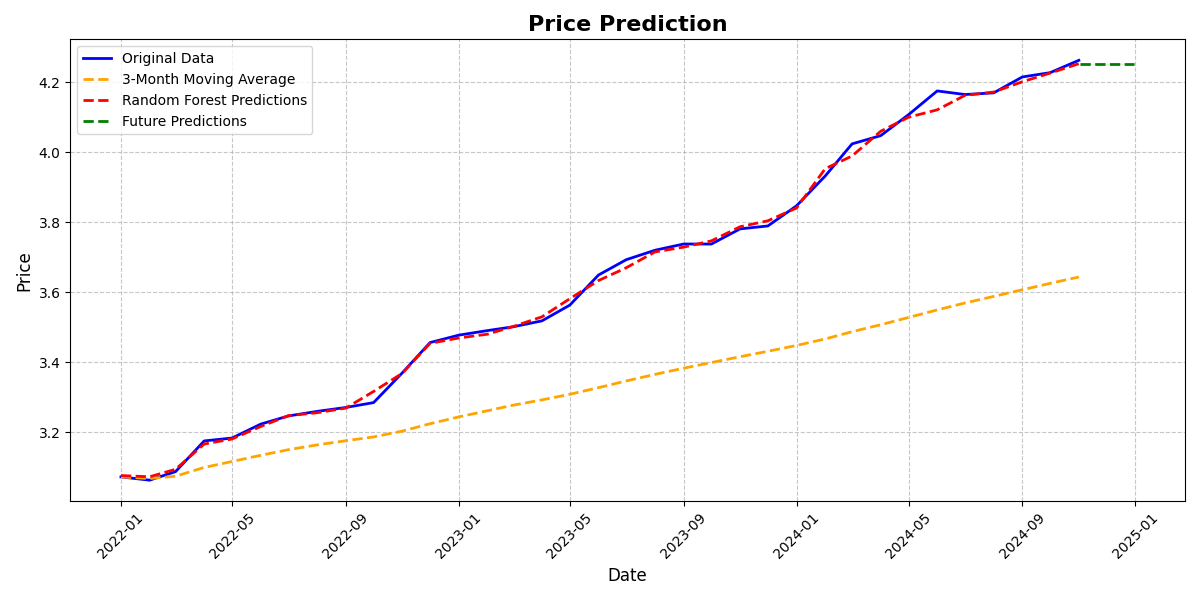 Price Prediction
Original Data
3-Month Moving Average
Random Forest Predictions
Future Predictions
4.2
4.0
3.8
3.6
3.4
3.2
Price
2022-01
2022-05
2022-09
2023-01
2023-05
2023-09
2024-01
2024-05
2024-09
2025-01
Date